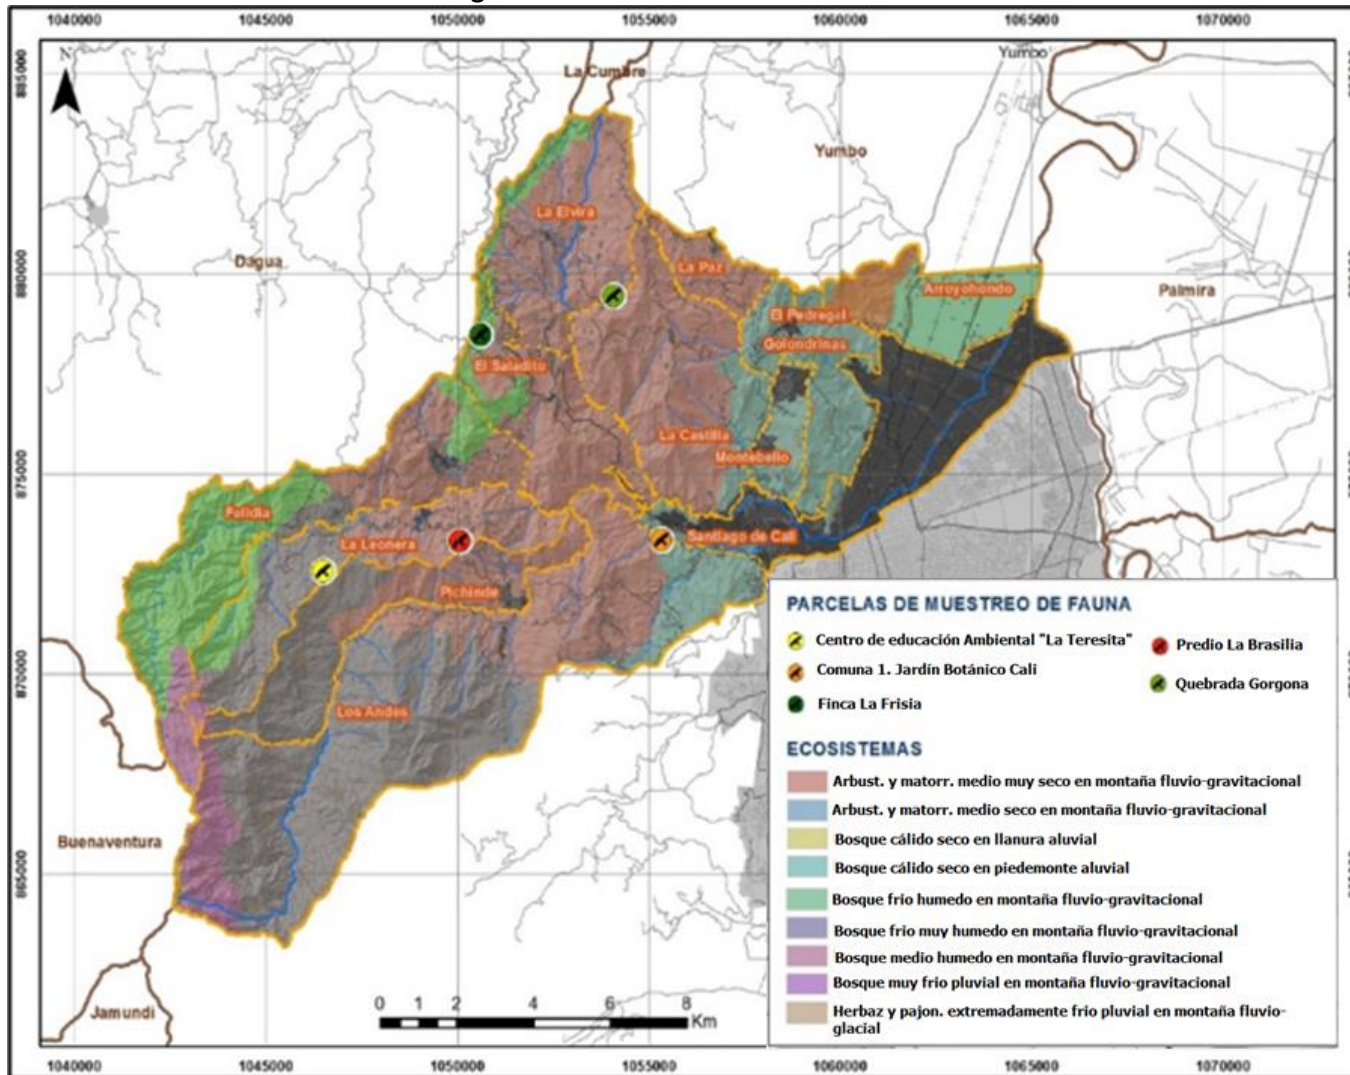 1040000 1045000 1050000 1055000 1060000 1065000 1070000
N
La Cumbre
Yumbo
885000
Yumbo
La Elvira
Dagua
La Paz
880000
Arroyohondo
Palmira
El Pedregal
Golondrinas
El Saladito
La Castilla
Montebello
875000
Felidia
La Leonera
Santiago de Cali
Pichinde
870000
Los Andes
Buenaventura
865000
Jamundi
0 1 2 4 6 8
Km
PARCELAS DE MUESTREO DE FAUNA
Centro de educación Ambiental "La Teresita"
Predio La Brasilia
Comuna 1. Jardín Botánico Cali
Quebrada Gorgona
Finca La Frisia
ECOSISTEMAS
Arbust. y matorr. medio muy seco en montaña fluvio-gravitacional
Arbust. y matorr. medio seco en montaña fluvio-gravitacional
Bosque cálido seco en llanura aluvial
Bosque cálido seco en piedemonte aluvial
Bosque frio humedo en montaña fluvio-gravitacional
Bosque frio muy humedo en montaña fluvio-gravitacional
Bosque medio humedo en montaña fluvio-gravitacional
Bosque muy frio pluvial en montaña fluvio-gravitacional
Herbaz y pajon. extremadamente frio pluvial en montaña fluvio-
glacial
1040000 1045000 1050000 1055000 1060000 1065000 1070000